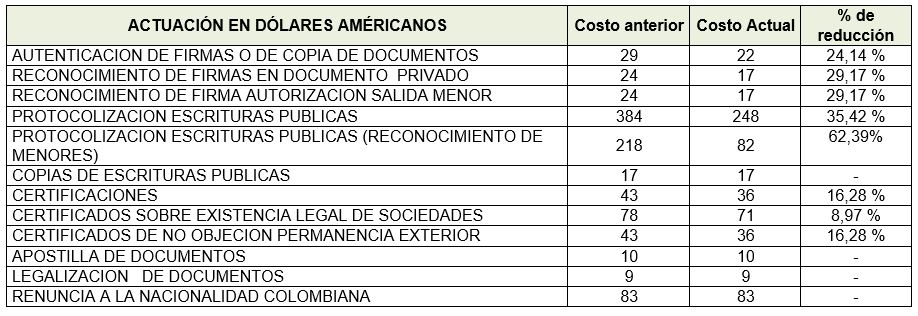 ACTUACIÓN EN DÓLARES AMÉRICANOS Costo anterior Costo Actual % de reducción
AUTENTICACION DE FIRMAS O DE COPIA DE DOCUMENTOS 29 22 24,14 %
RECONOCIMIENTO DE FIRMAS EN DOCUMENTO PRIVADO 24 17 29,17 %
RECONOCIMIENTO DE FIRMA AUTORIZACION SALIDA MENOR 24 17 29,17 %
PROTOCOLIZACION ESCRITURAS PUBLICAS 384 248 35,42 %
PROTOCOLIZACION ESCRITURAS PUBLICAS (RECONOCIMIENTO DE
MENORES) 218 82 62,39%
COPIAS DE ESCRITURAS PUBLICAS 17 17 -
CERTIFICACIONES 43 36 16,28 %
CERTIFICADOS SOBRE EXISTENCIA LEGAL DE SOCIEDADES 78 71 8,97 %
CERTIFICADOS DE NO OBJECION PERMANENCIA EXTERIOR 43 36 16,28 %
APOSTILLA DE DOCUMENTOS 10 10 -
LEGALIZACION DE DOCUMENTOS 9 9 -
RENUNCIA A LA NACIONALIDAD COLOMBIANA 83 83 -